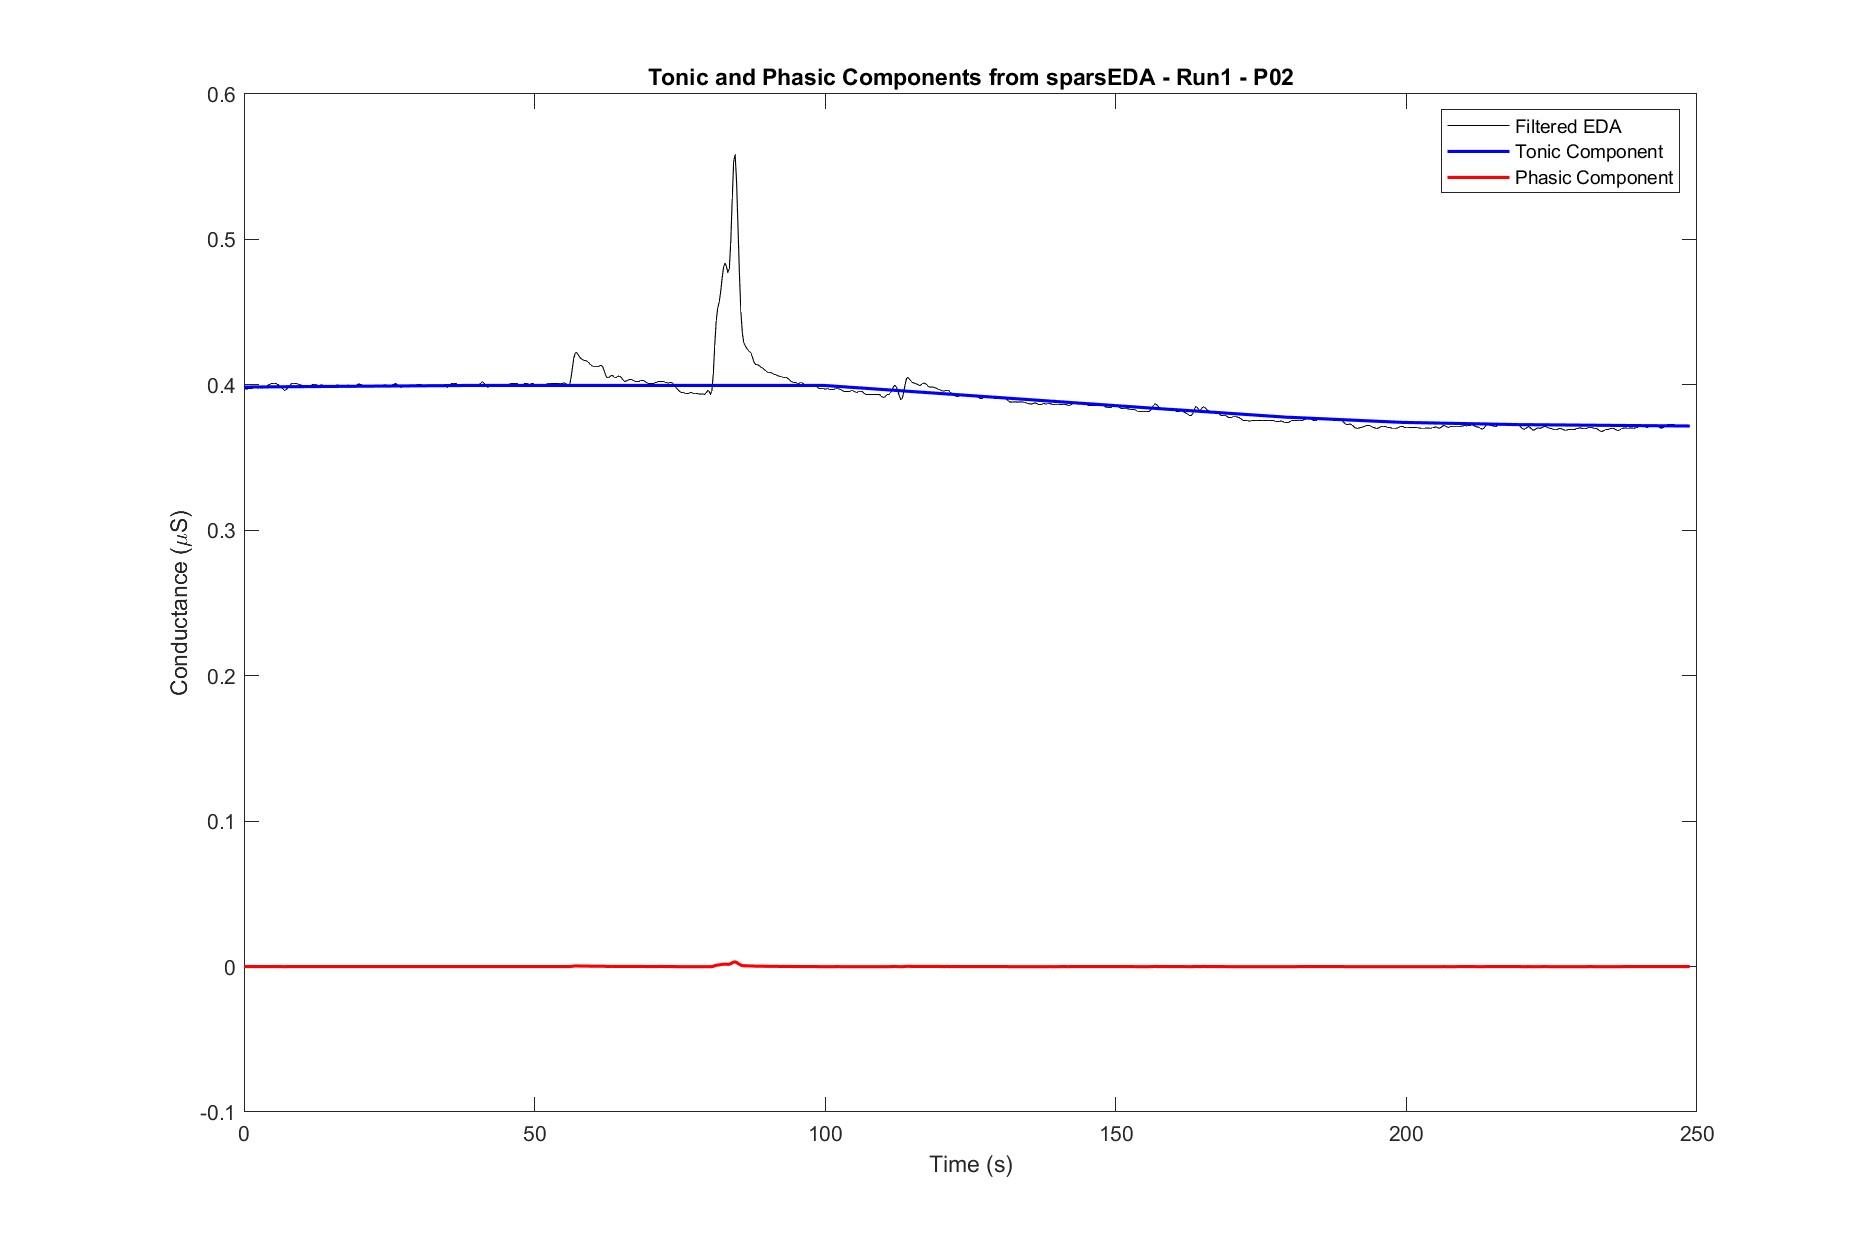 Tonic and Phasic Components from sparsEDA - Run1 - P02
0.6
0.5
0.4
0.3
0.2
0.1
0
-0.1
Conductance (μS)
Filtered EDA
Tonic Component
Phasic Component
0 50 100 150 200 250
Time (s)